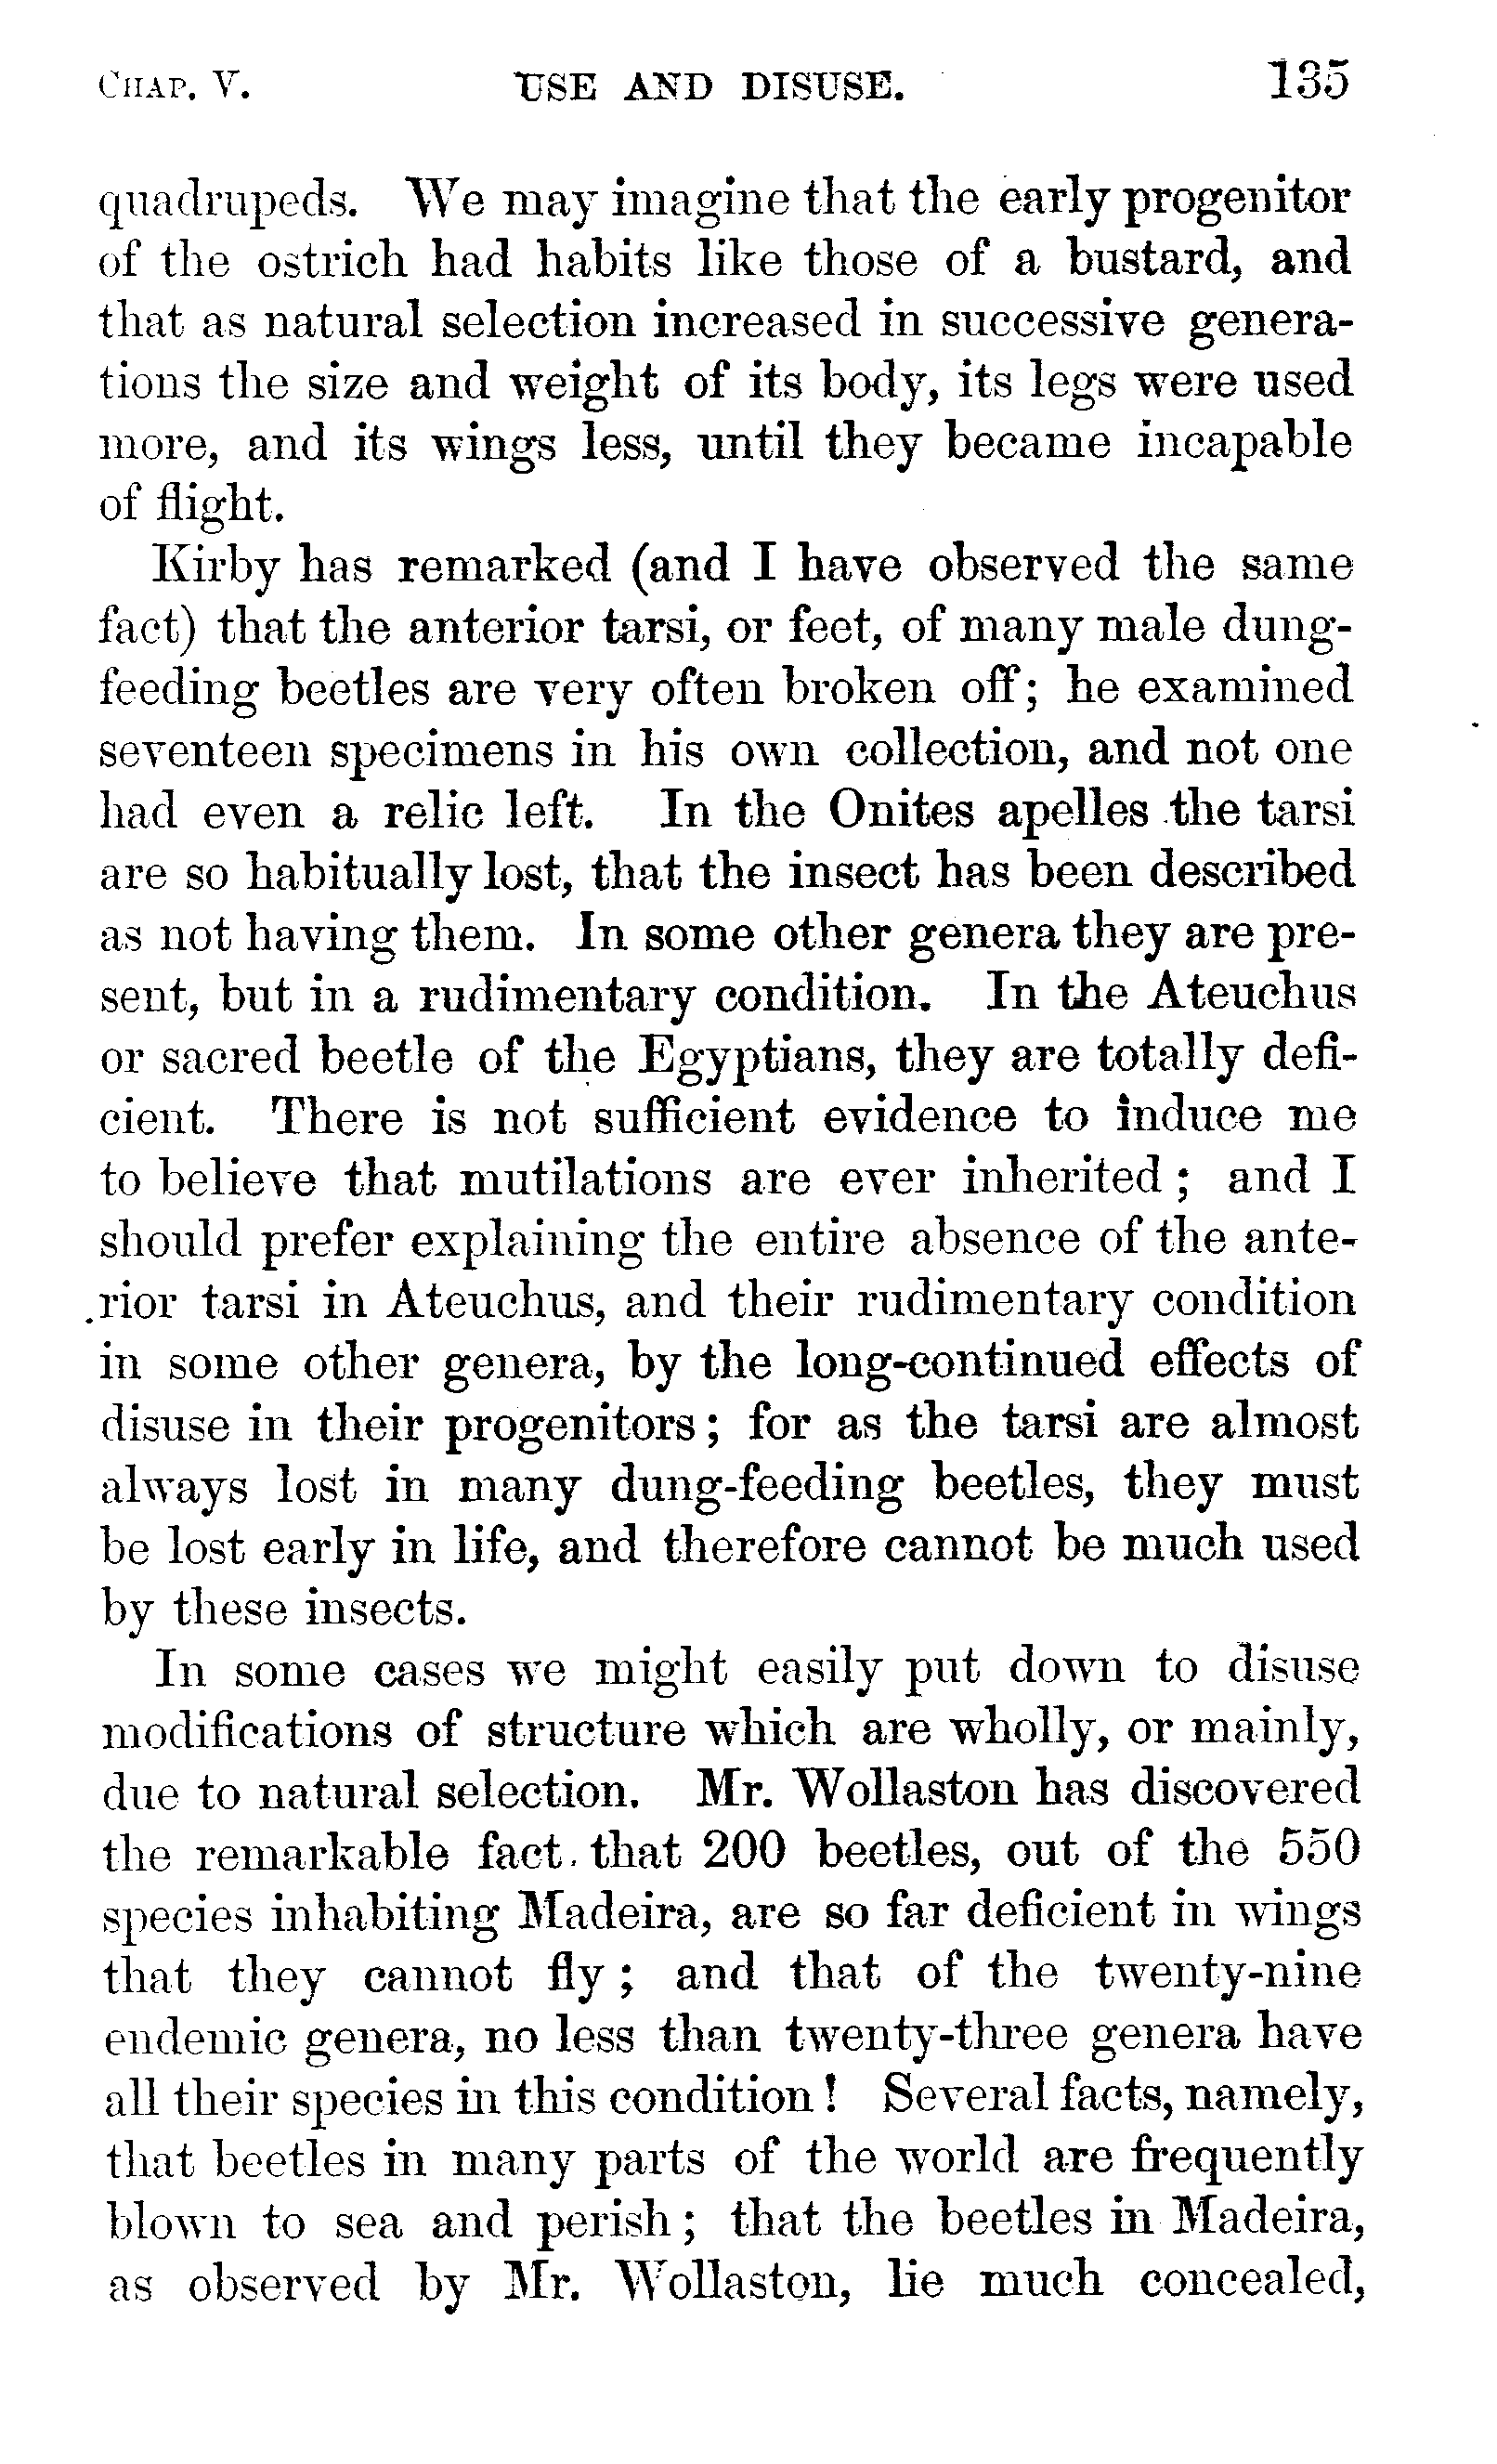 CHAP. V. USE AND DISUSE. 135
quadrupeds. We may imagine that the early progenitor
of the ostrich had habits like those of a bustard, and
that as natural selection increased in successive genera-
tions the size and weight of its body, its legs were used
more, and its wings less, until they became incapable
of flight.
Kirby has remarked (and I have observed the same
fact) that the anterior tarsi, or feet, of many male dung-
feeding beetles are very often broken off; he examined
seventeen specimens in his own collection, and not one
had even a relic left. In the Onites apelles the tarsi
are so habitually lost, that the insect has been described
as not having them. In some other genera they are pre-
sent, but in a rudimentary condition. In the Ateuchus
or sacred beetle of the Egyptians, they are totally defi-
cient. There is not sufficient evidence to induce me
to believe that mutilations are ever inherited; and I
should prefer explaining the entire absence of the ante-
rior tarsi in Ateuchus, and their rudimentary condition
in some other genera, by the long-continued effects of
disuse in their progenitors; for as the tarsi are almost
always lost in many dung-feeding beetles, they must
be lost early in life, and therefore cannot be much used
by these insects.
In some cases we might easily put down to disuse
modifications of structure which are wholly, or mainly,
due to natural selection. Mr. Wollaston has discovered
the remarkable fact that 200 beetles, out of the 550
species inhabiting Madeira, are so far deficient in wings
that they cannot fly; and that of the twenty-nine
endemic genera, no less than twenty-three genera have
all their species in this condition! Several facts, namely,
that beetles in many parts of the world are frequently
blown to sea and perish; that the beetles in Madeira,
as observed by Mr. Wollaston, lie much concealed,